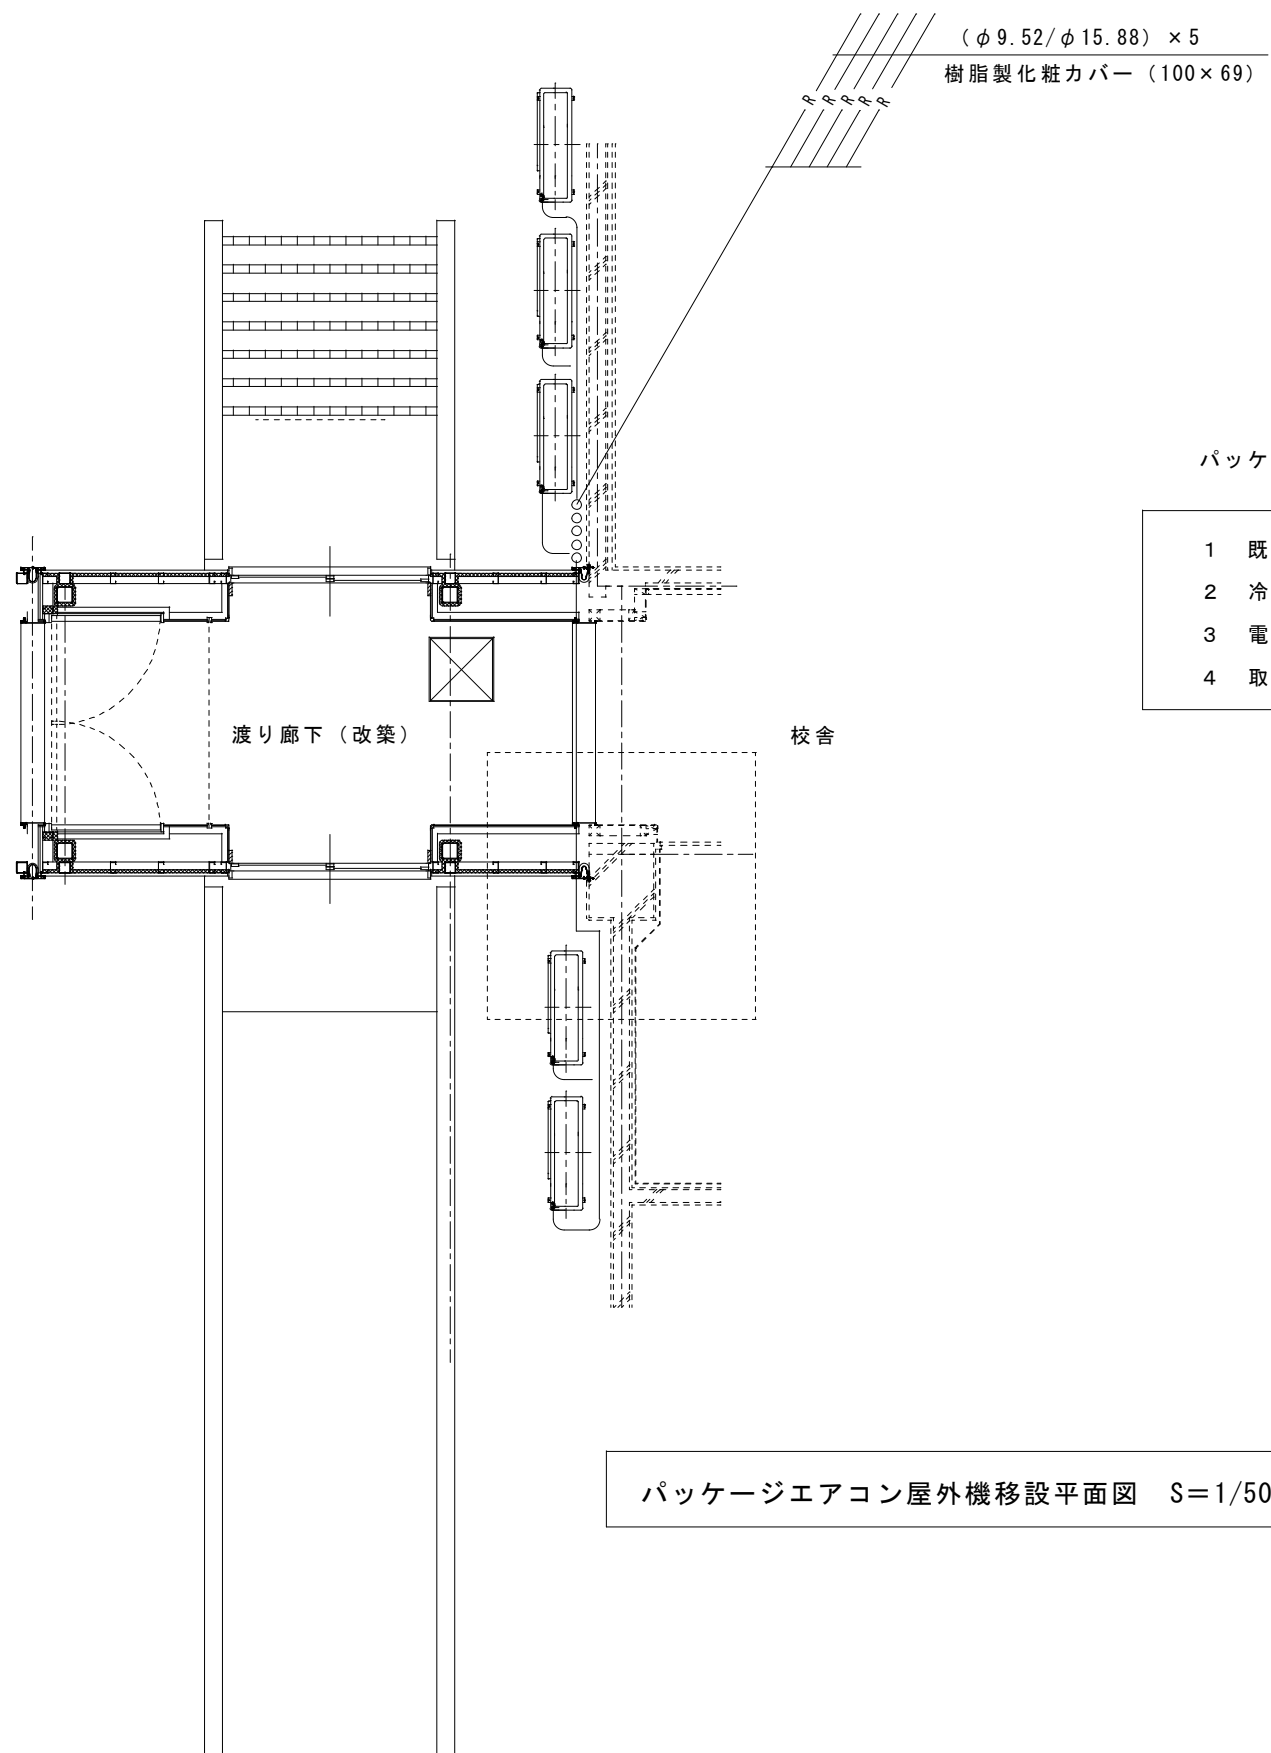 (φ9.52/φ15.88) ×5
樹脂製化粧カバー (100×69)
R R R R R
パッケ
1 既
2 冷
3 電
4 取
渡り廊下 (改築)
校舎
パッケージエアコン屋外機移設平面図 S=1/50